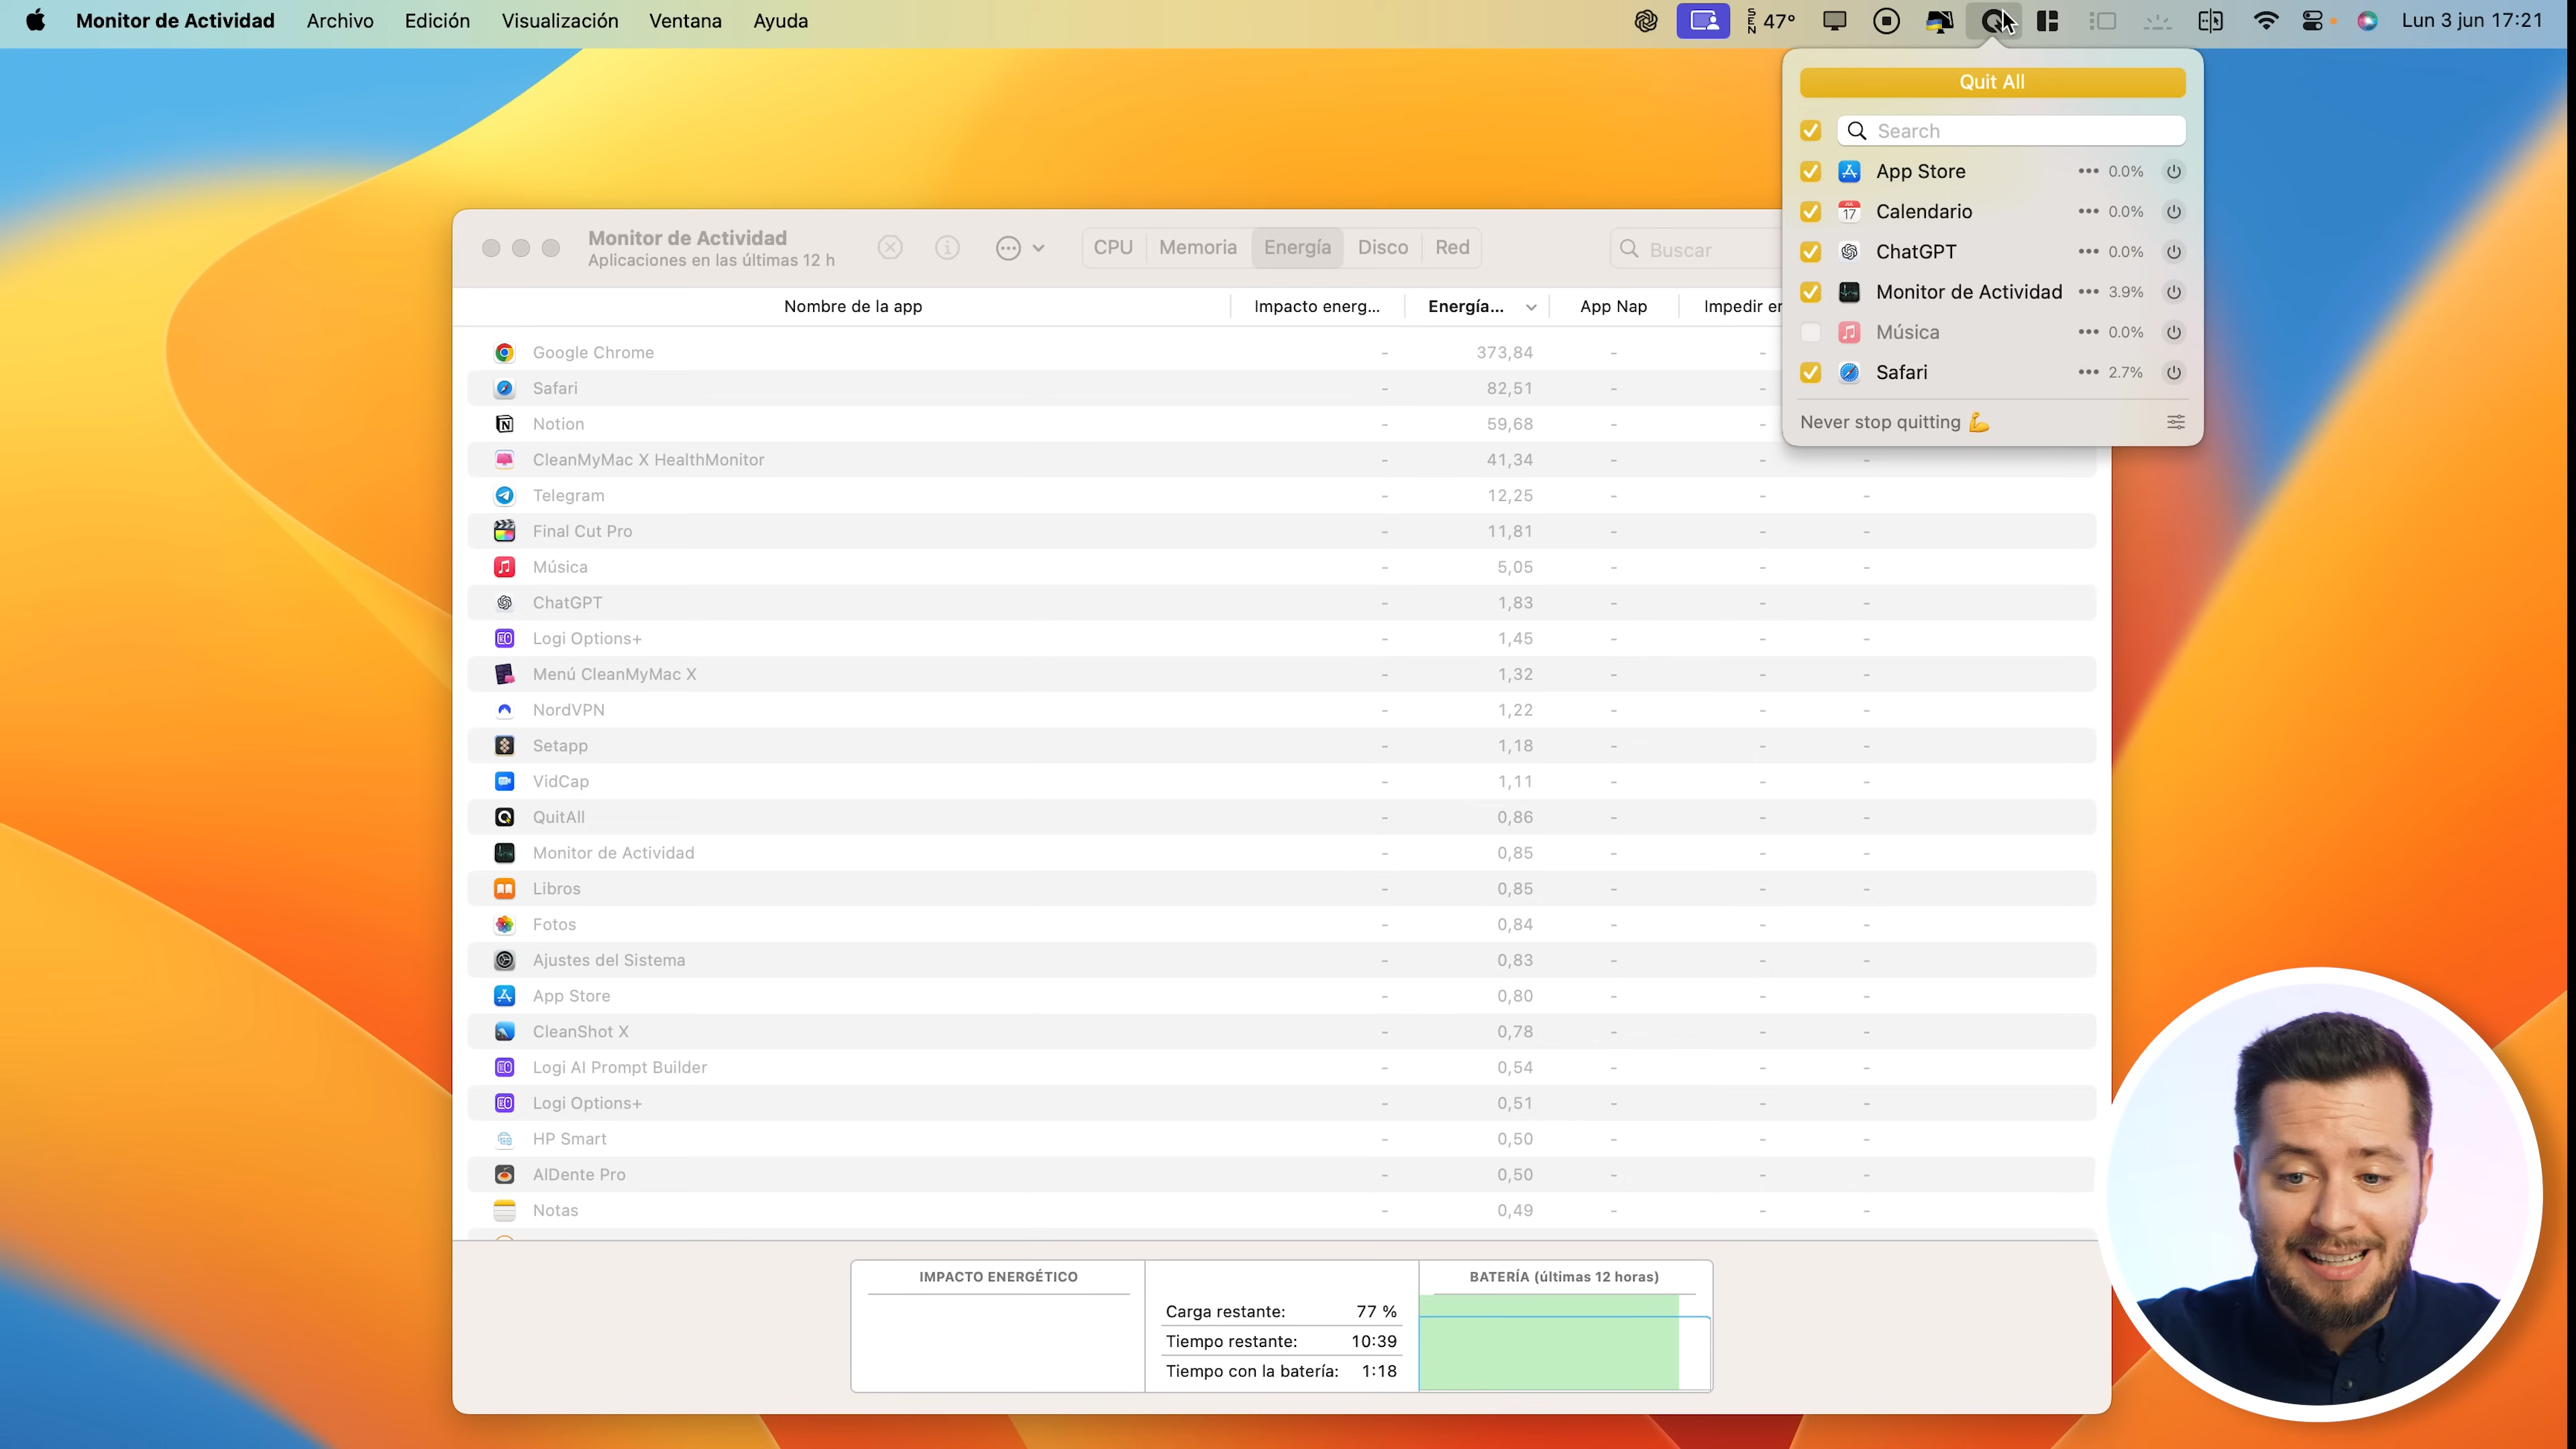 Monitor de Actividad Archivo Edición Visualización Ventana Ayuda SEN 47° Lun 3 jun 17:21
Quit All
Search
App Store ••• 0.0%
17 Calendario ••• 0.0%
ChatGPT ••• 0.0%
Monitor de Actividad ••• 3.9%
Música ••• 0.0%
Safari ••• 2.7%
Never stop quitting 💪
Monitor de Actividad
Aplicaciones en las últimas 12 h
CPU Memoria Energía Disco Red Buscar
Nombre de la app Impacto energ... Energía... App Nap Impedir
Google Chrome - 373,84 - -
Safari - 82,51 - -
Notion - 59,68 - -
CleanMyMac X HealthMonitor - 41,34 - - -
Telegram - 12,25 - - -
Final Cut Pro - 11,81 - - -
Música - 5,05 - - -
ChatGPT - 1,83 - - -
Logi Options+ - 1,45 - - -
Menú CleanMyMac X - 1,32 - - -
NordVPN - 1,22 - - -
Setapp - 1,18 - - -
VidCap - 1,11 - - -
QuitAll - 0,86 - - -
Monitor de Actividad - 0,85 - - -
Libros - 0,85 - - -
Fotos - 0,84 - - -
Ajustes del Sistema - 0,83 - - -
App Store - 0,80 - - -
CleanShot X - 0,78 - - -
Logi AI Prompt Builder - 0,54 - - -
Logi Options+ - 0,51 - - -
HP Smart - 0,50 - - -
AlDente Pro - 0,50 - - -
Notas - 0,49 - - -
IMPACTO ENERGÉTICO
Carga restante: 77 %
Tiempo restante: 10:39
Tiempo con la batería: 1:18
BATERÍA (últimas 12 horas)